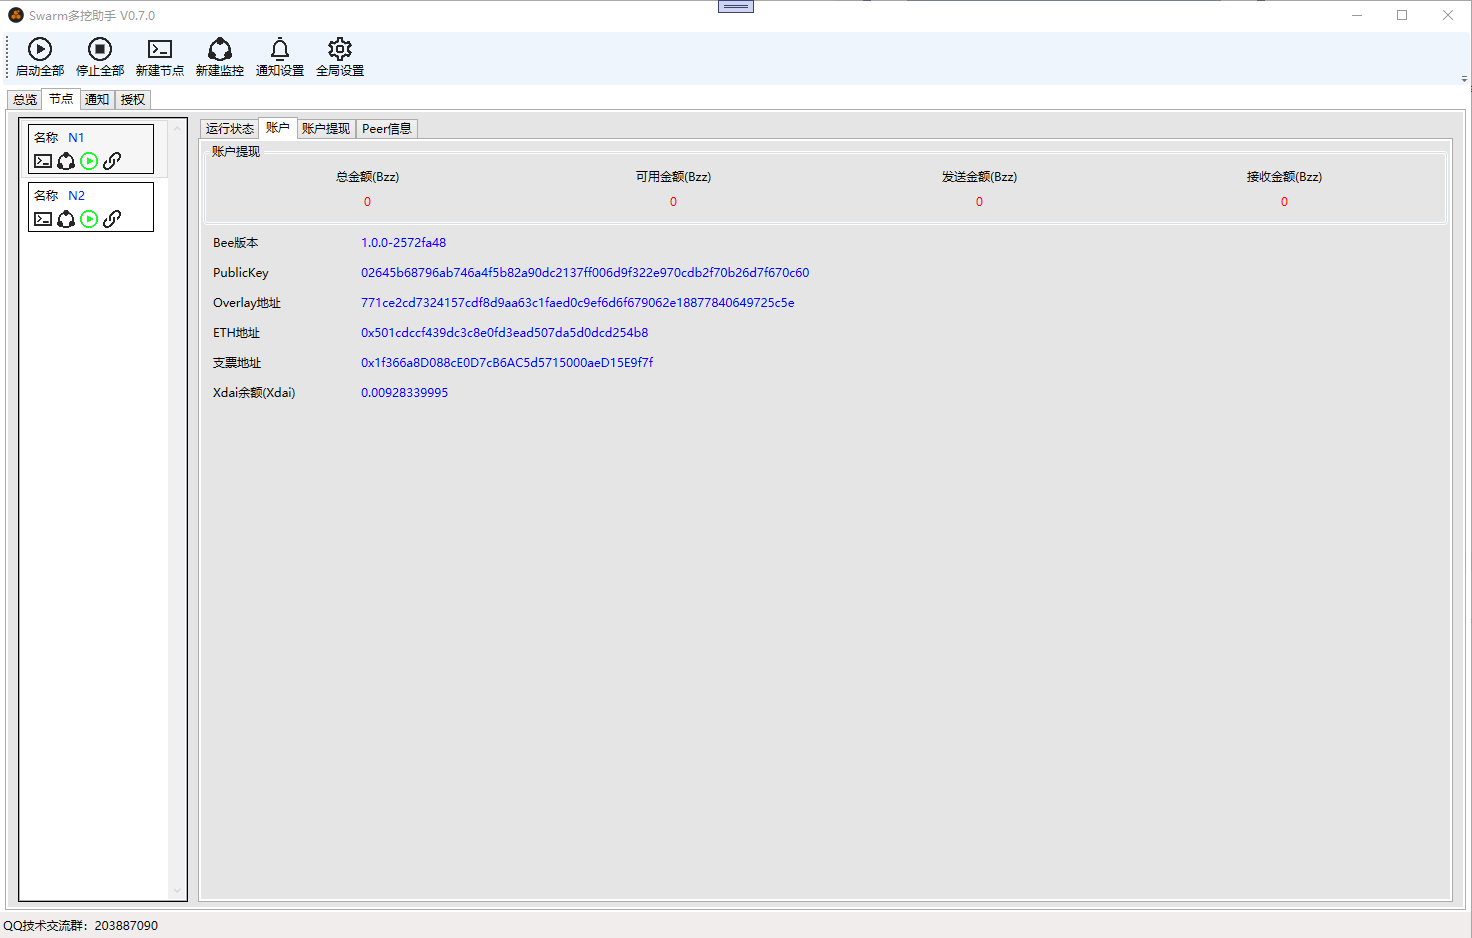 Swarm多挖助手 V0.7.0
启动全部 停止全部 新建节点 新建监控 通知设置 全局设置
总览 节点 通知 授权
名称 N1
名称 N2
运行状态 账户 账户提现 Peer信息
账户提现
总金额(Bzz) 可用金额(Bzz) 发送金额(Bzz) 接收金额(Bzz)
0 0 0 0
Bee版本 1.0.0-2572fa48
PublicKey 02645b68796ab746a4f5b82a90dc2137ff006d9f322e970cdb2f70b26d7f670c60
Overlay地址 771ce2cd7324157cdf8d9aa63c1faed0c9ef6d6f679062e18877840649725c5e
ETH地址 0x501cdccf439dc3c8e0fd3ead507da5d0dcd254b8
支票地址 0x1f366a8D088cE0D7cB6AC5d5715000aeD15E9f7f
Xdai余额(Xdai) 0.00928339995
QQ技术交流群：203887090